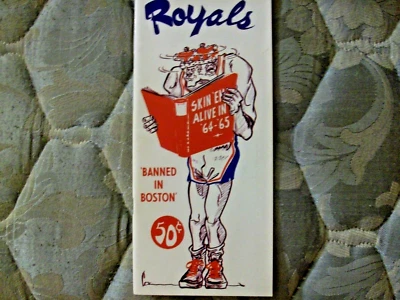 Royals
SKIN 'EM
ALIVE IN
'64-'65
"BANNED
IN
BOSTON"
50¢